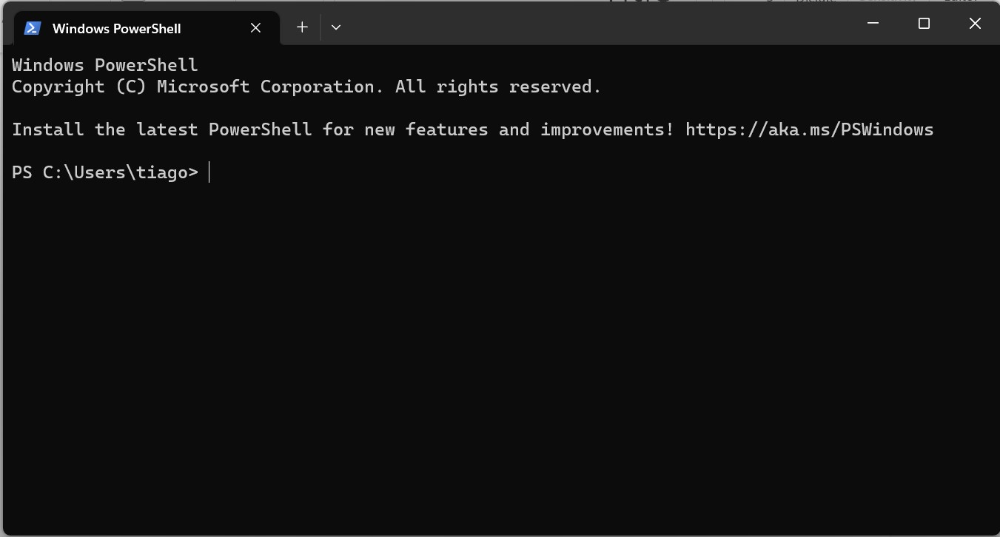 Windows PowerShell
Windows PowerShell
Copyright (C) Microsoft Corporation. All rights reserved.
Install the latest PowerShell for new features and improvements! https://aka.ms/PSWindows
PS C:\Users\tiago>